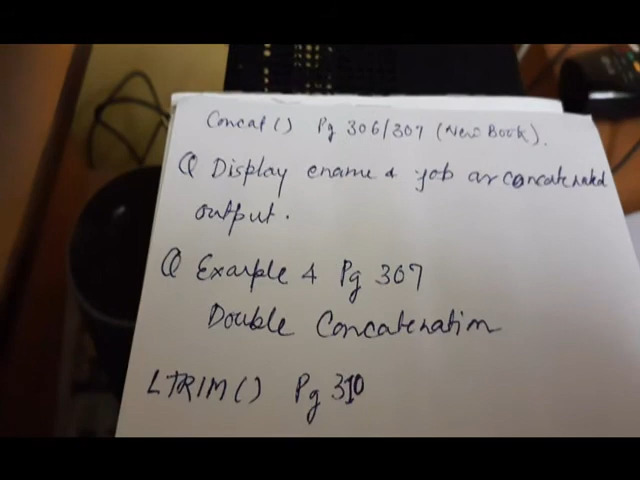 Concat() Pg 306/307 (New Book).
Q Display ename & job as concatenated
output.
Q Example 4 Pg 307
Double Concatenation
LTRIM() Pg 310